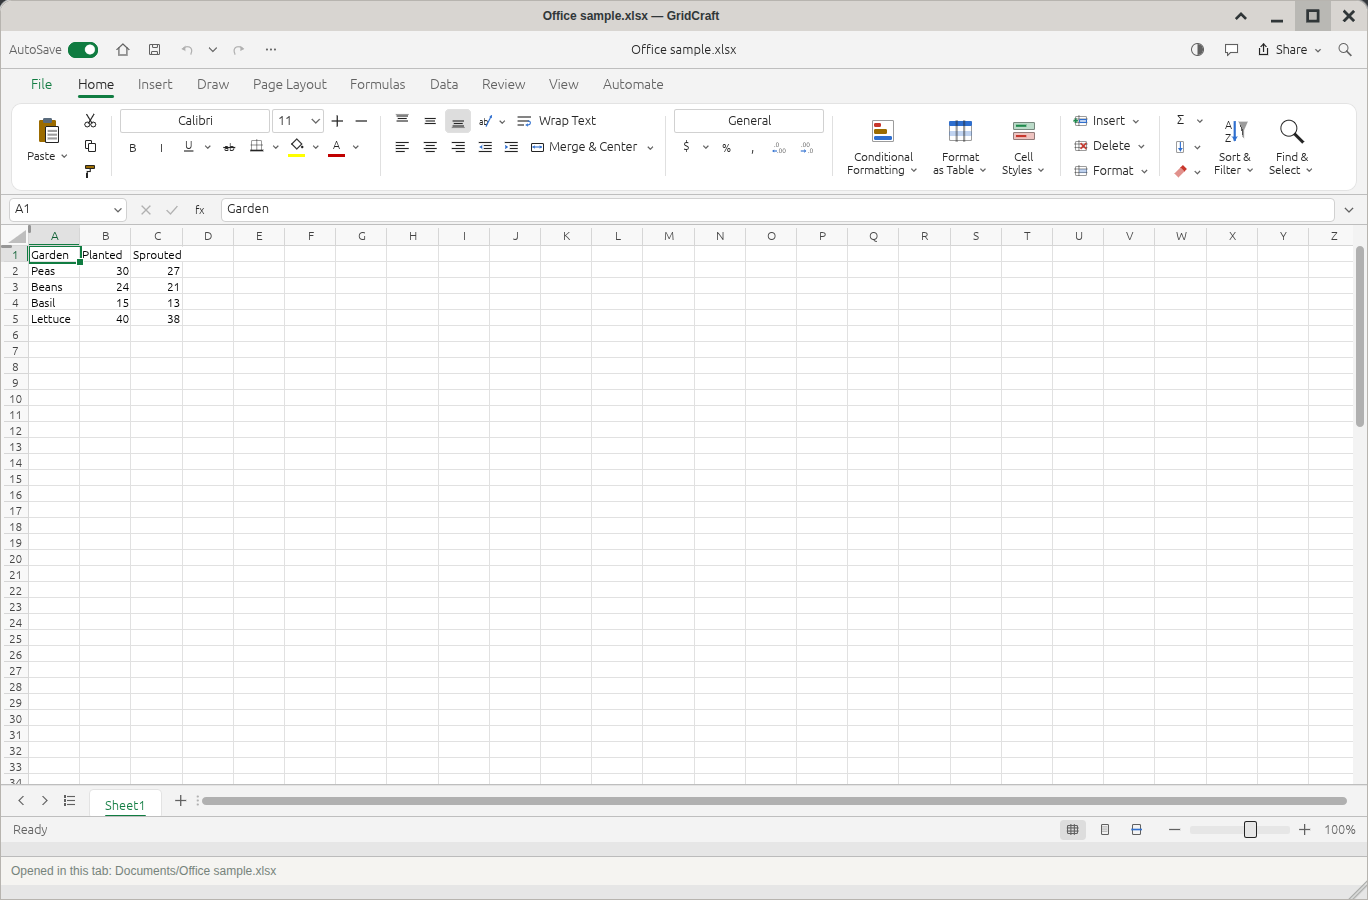 Office sample.xlsx — GridCraft
AutoSave
Office sample.xlsx
Share
File Home Insert Draw Page Layout Formulas Data Review View Automate
Paste
Calibri 11
B I U ab A
ab Wrap Text
Merge & Center
General
$ % ,
Conditional Formatting
Format as Table
Cell Styles
Insert
Delete
Format
Σ
Sort & Filter
Find & Select
A1 fx Garden
A B C D E F G H I J K L M N O P Q R S T U V W X Y Z
1 Garden Planted Sprouted
2 Peas 30 27
3 Beans 24 21
4 Basil 15 13
5 Lettuce 40 38
6
7
8
9
10
11
12
13
14
15
16
17
18
19
20
21
22
23
24
25
26
27
28
29
30
31
32
33
34
Sheet1
Ready 100%
Opened in this tab: Documents/Office sample.xlsx